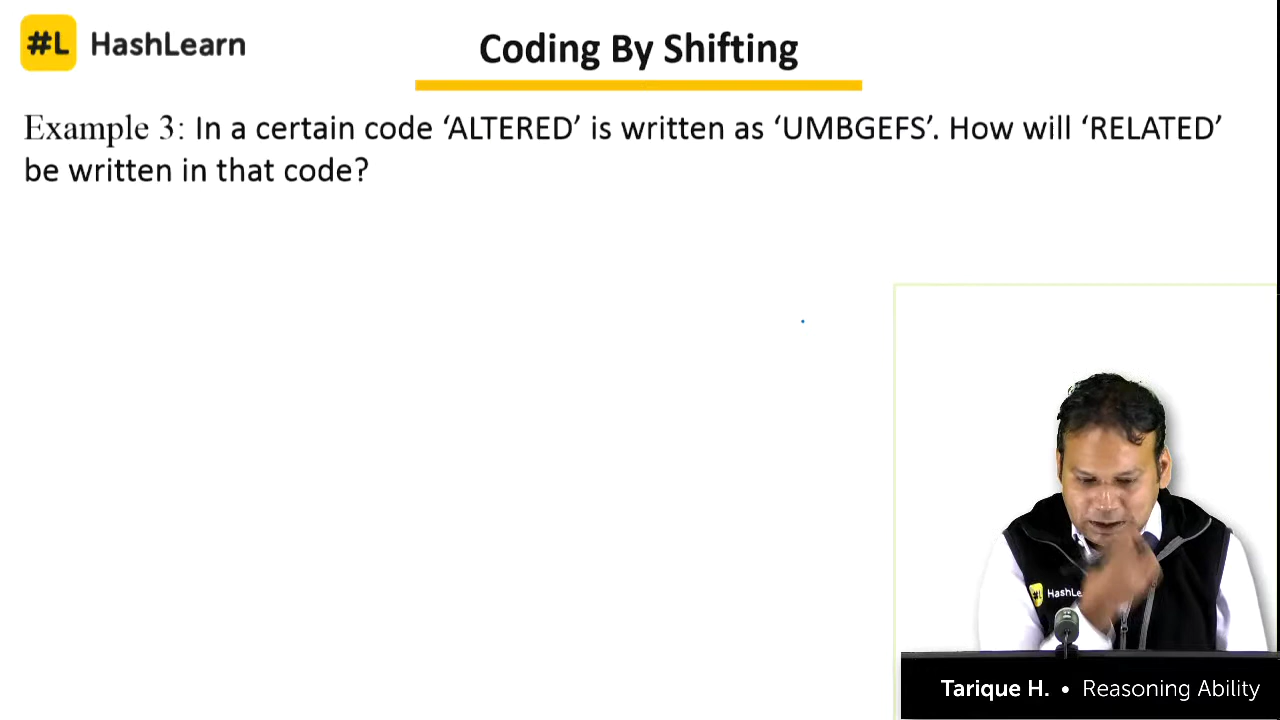 #L HashLearn
Coding By Shifting
Example 3: In a certain code ‘ALTERED’ is written as ‘UMBGEFS’. How will ‘RELATED’
be written in that code?
#L HashLe
Tarique H. • Reasoning Ability